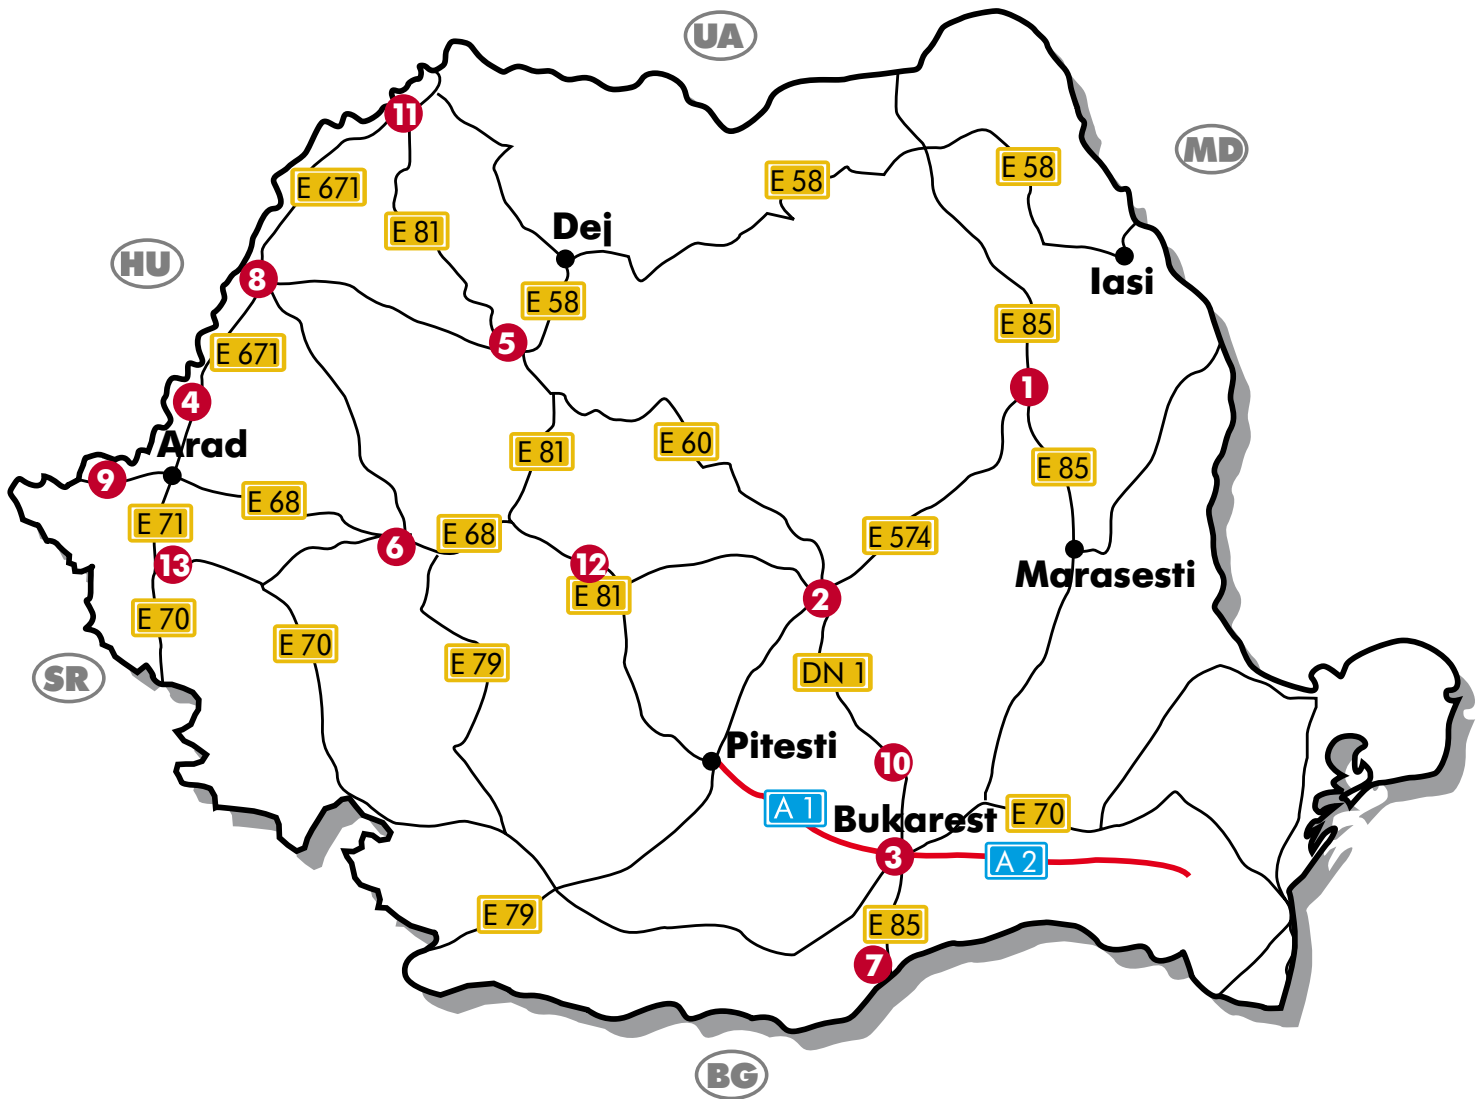 UA
11
MD
E 58
E 58
E 671
E 81
Dej
HU
8
Iasi
E 58
E 85
5
E 671
1
4
Arad
E 60
E 81
E 85
9
E 68
E 71
E 68
E 574
6
12
13
Marasesti
E 81
2
E 70
E 70
E 79
DN 1
SR
Pitesti
10
A 1
Bukarest
E 70
3
A 2
E 79
E 85
7
BG